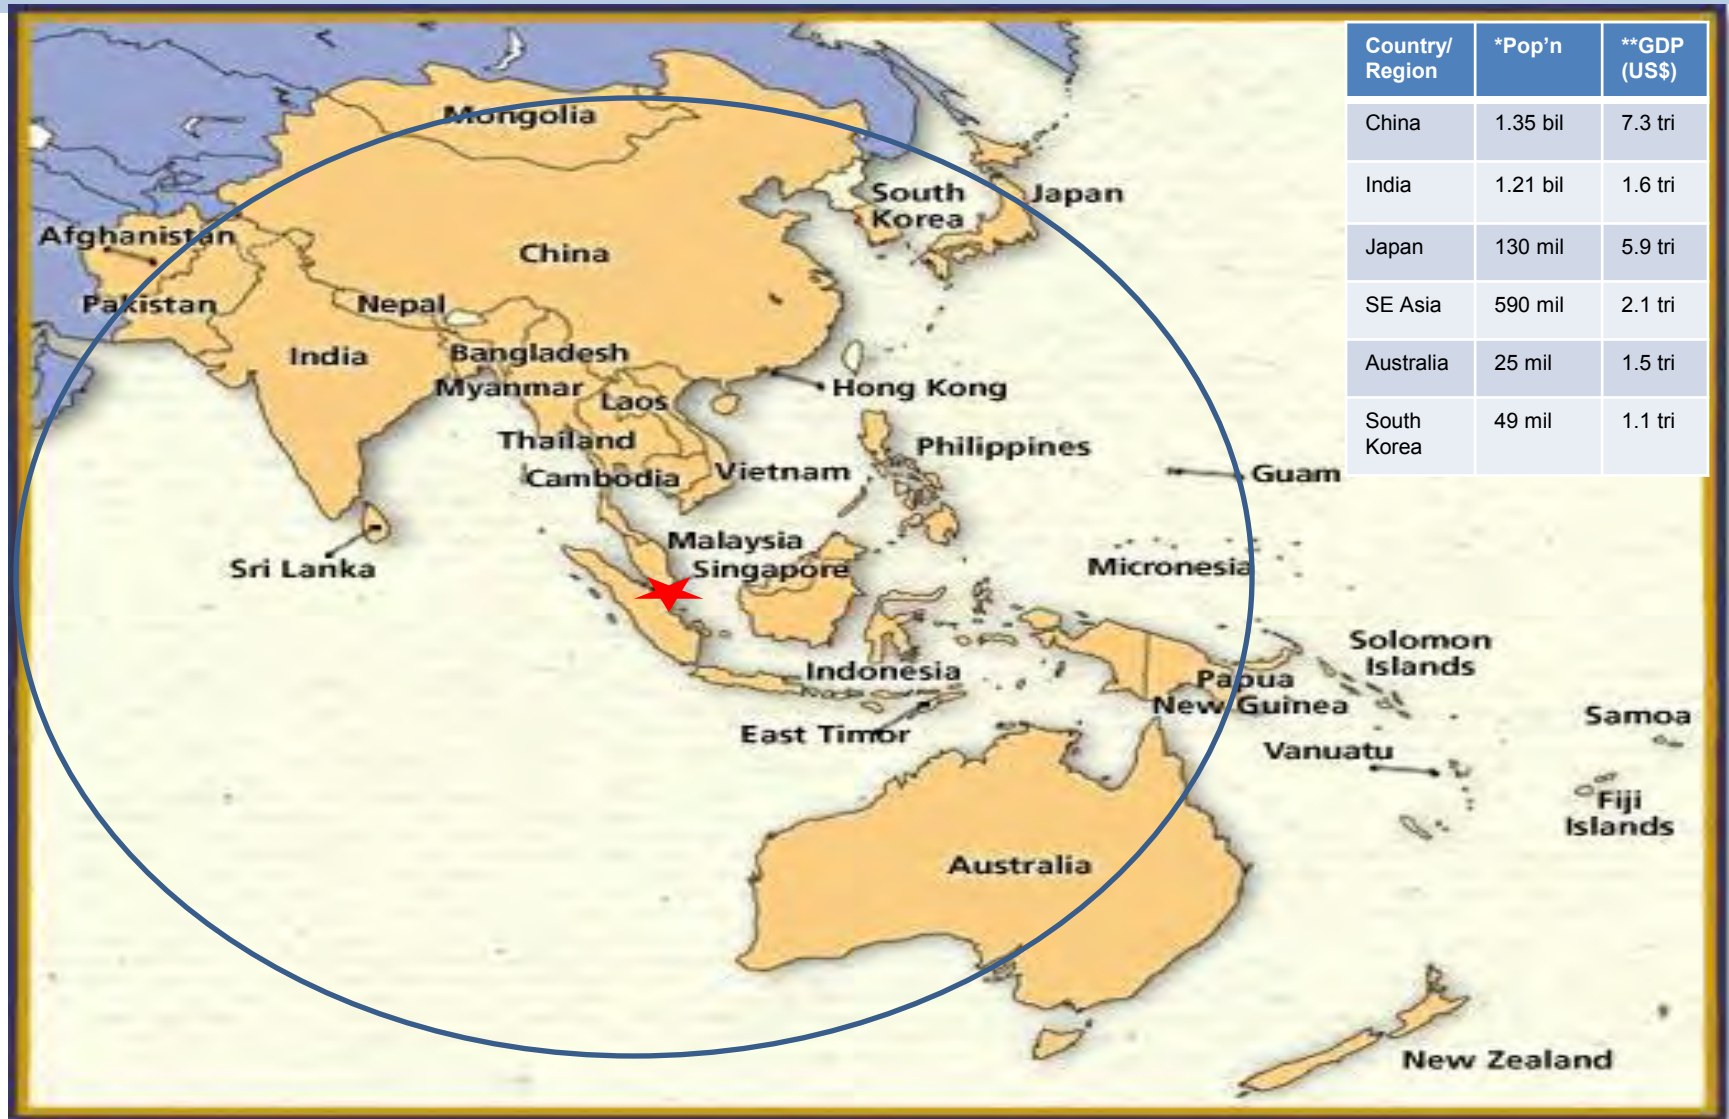 Country/ *Pop'n **GDP
Region (US$)
China 1.35 bil 7.3 tri
India 1.21 bil 1.6 tri
Japan 130 mil 5.9 tri
SE Asia 590 mil 2.1 tri
Australia 25 mil 1.5 tri
South 49 mil 1.1 tri
Korea
Mongolia
South
Korea
Japan
Afghanistan
China
Pakistan
Nepal
India
Bangladesh
Myanmar
Laos
Hong Kong
Thailand
Philippines
Cambodia
Vietnam
Guam
Malaysia
Singapore
Sri Lanka
Micronesia
Solomon
Islands
Indonesia
Papua
New Guinea
East Timor
Samoa
Vanuatu
Fiji
Islands
Australia
New Zealand